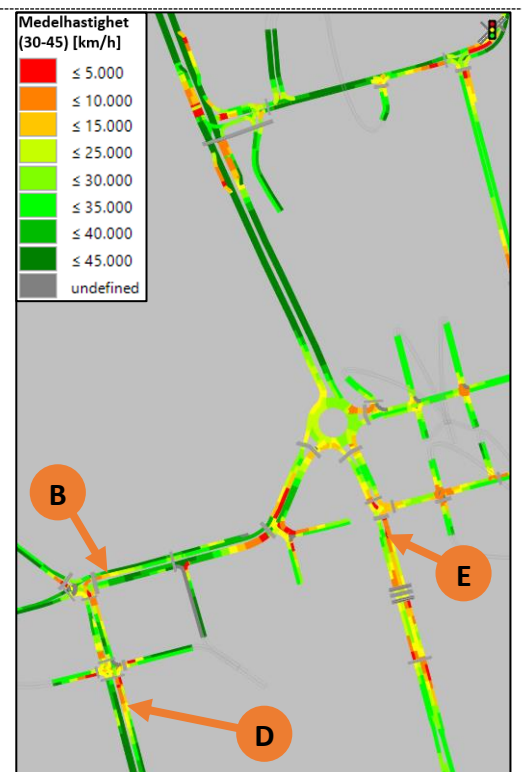 Medelhastighet
(30-45) [km/h]
≤ 5.000
≤ 10.000
≤ 15.000
≤ 25.000
≤ 30.000
≤ 35.000
≤ 40.000
≤ 45.000
undefined
B
E
D